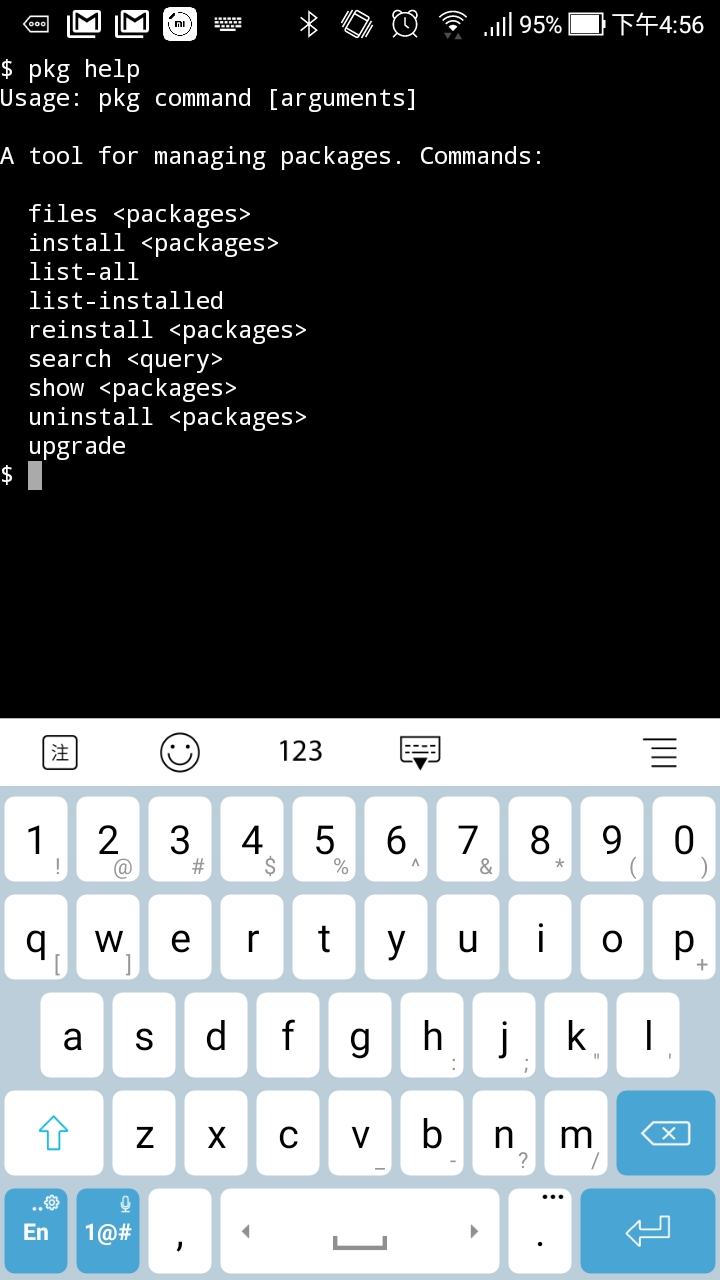 95% 下午4:56
$ pkg help
Usage: pkg command [arguments]
A tool for managing packages. Commands:
files <packages>
install <packages>
list-all
list-installed
reinstall <packages>
search <query>
show <packages>
uninstall <packages>
upgrade
$
注 123
1 ! 2 @ 3 # 4 $ 5 % 6 ^ 7 & 8 * 9 ( 0 )
q [ w ] e r t y u i o p +
a s d f g h : j ; k " l '
z x c v _ b - n ? m /
En 1@# , . ...